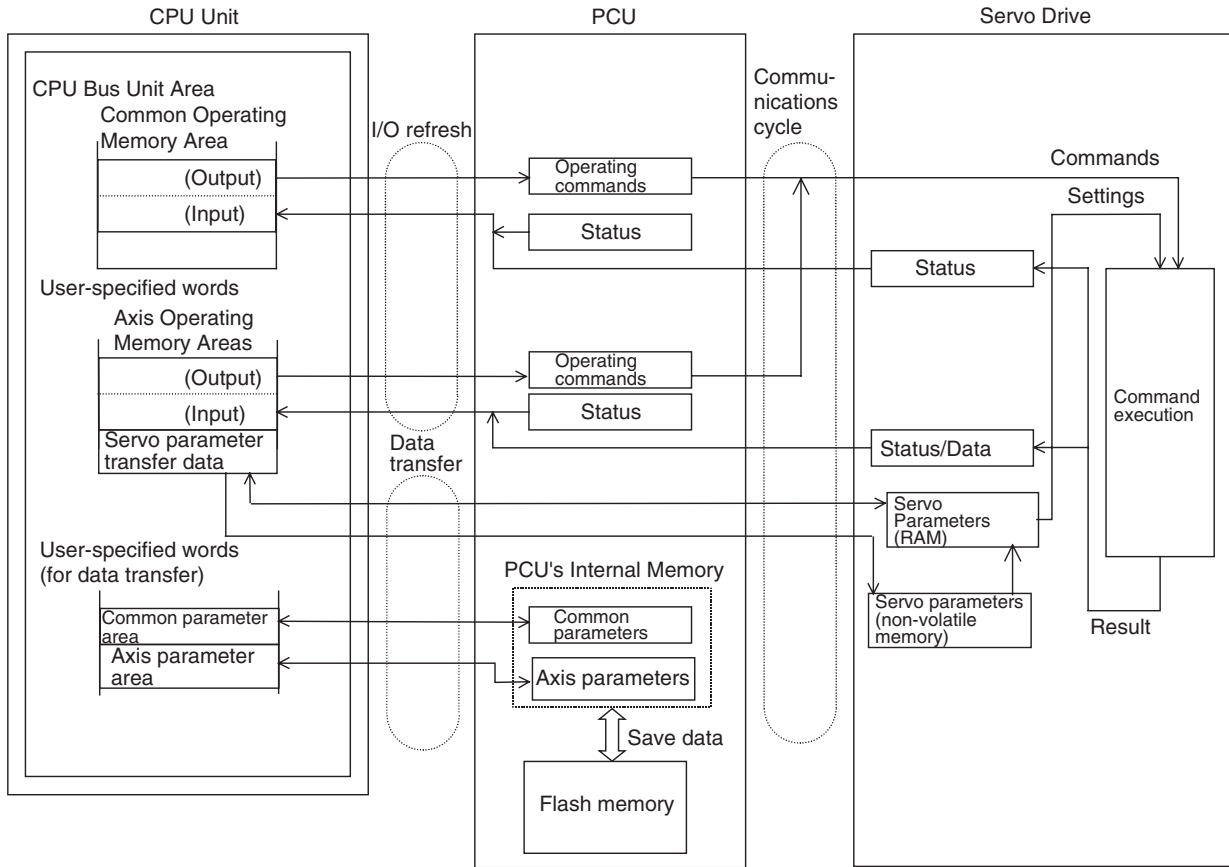 CPU Unit
PCU
Servo Drive
CPU Bus Unit Area
Common Operating
Memory Area
(Output)
(Input)
User-specified words
Axis Operating
Memory Areas
(Output)
(Input)
Servo parameter
transfer data
User-specified words
(for data transfer)
Common parameter
area
Axis parameter
area
I/O refresh
Data
transfer
Operating
commands
Status
Operating
commands
Status
PCU's Internal Memory
Common
parameters
Axis parameters
Save data
Flash memory
Commu-
nications
cycle
Commands
Settings
Status
Command
execution
Status/Data
Servo
Parameters
(RAM)
Servo parameters
(non-volatile
memory)
Result